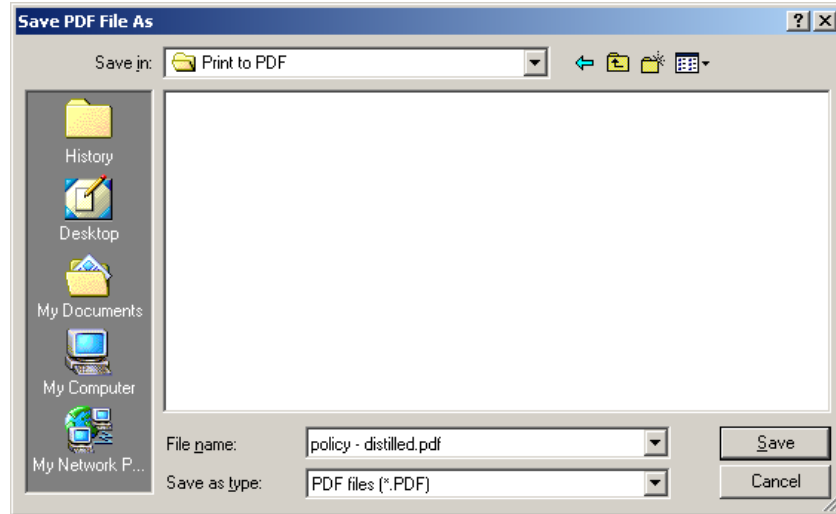 Save PDF File As
Save in: Print to PDF
History
Desktop
My Documents
My Computer
My Network P...
File name: policy - distilled.pdf Save
Save as type: PDF files (*.PDF) Cancel